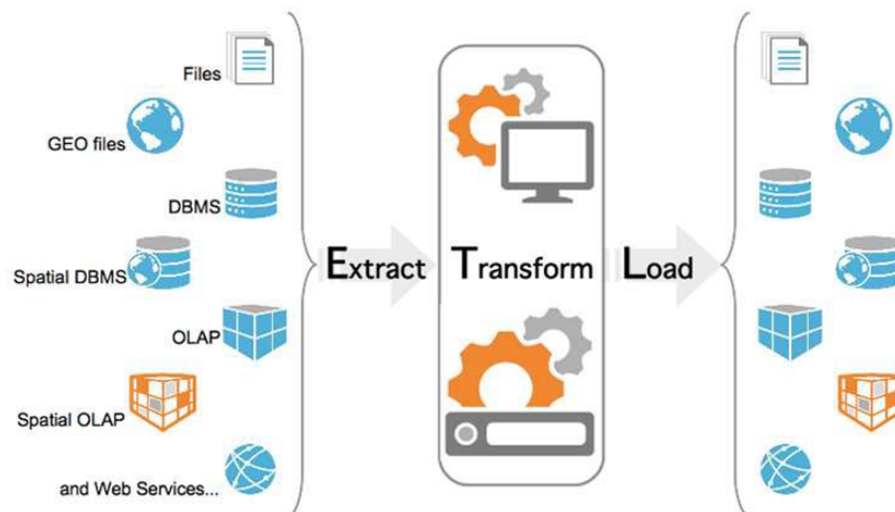 Files
GEO files
DBMS
Spatial DBMS
Extract Transform Load
OLAP
Spatial OLAP
and Web Services...